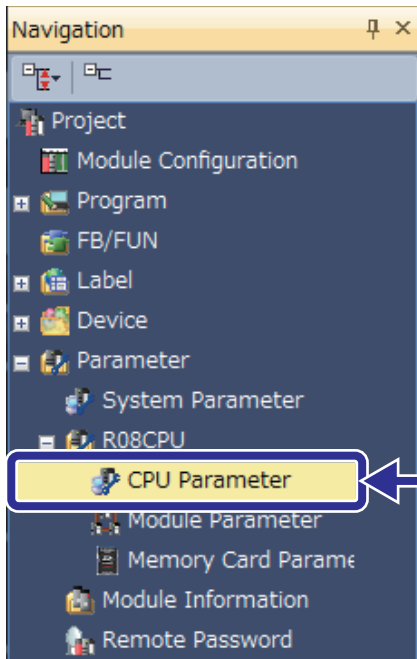 Navigation
Project
Module Configuration
Program
FB/FUN
Label
Device
Parameter
System Parameter
R08CPU
CPU Parameter
Module Parameter
Memory Card Parame
Module Information
Remote Password